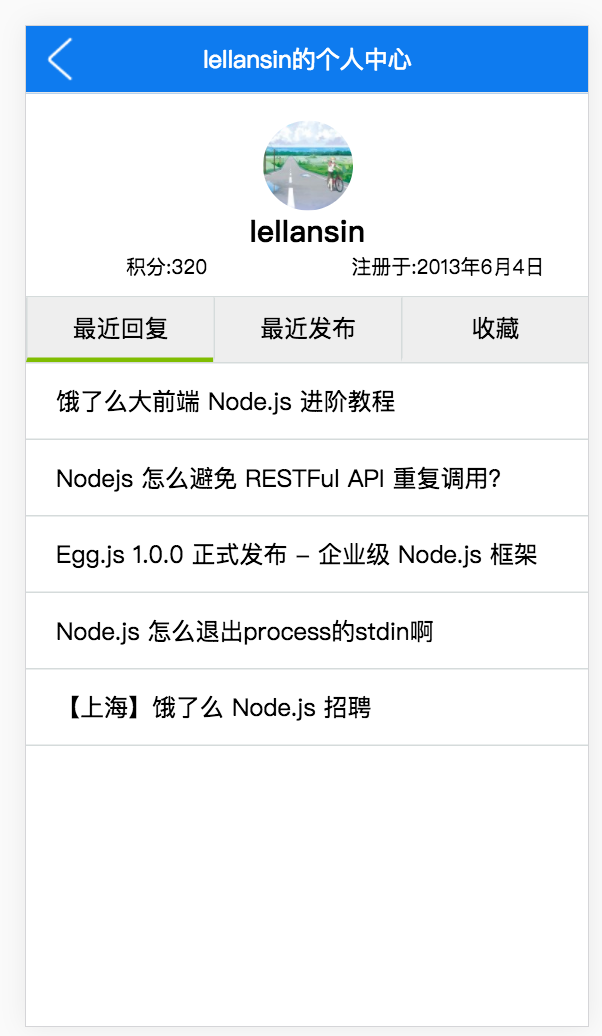 lellansin的个人中心
lellansin
积分:320 注册于:2013年6月4日
最近回复 最近发布 收藏
饿了么大前端 Node.js 进阶教程
Nodejs 怎么避免 RESTFul API 重复调用？
Egg.js 1.0.0 正式发布 – 企业级 Node.js 框架
Node.js 怎么退出process的stdin啊
【上海】饿了么 Node.js 招聘